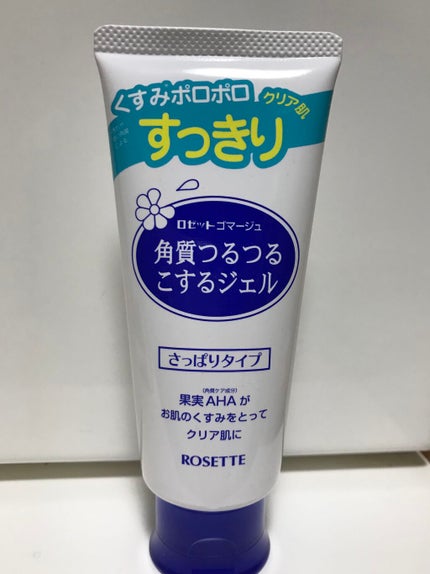 くすみポロポロ
クリア肌
すっきり
ロゼットゴマージュ
角質つるつる
こするジェル
さっぱりタイプ
(角質ケア成分)
果実AHAが
お肌のくすみをとって
クリア肌に
ROSETTE